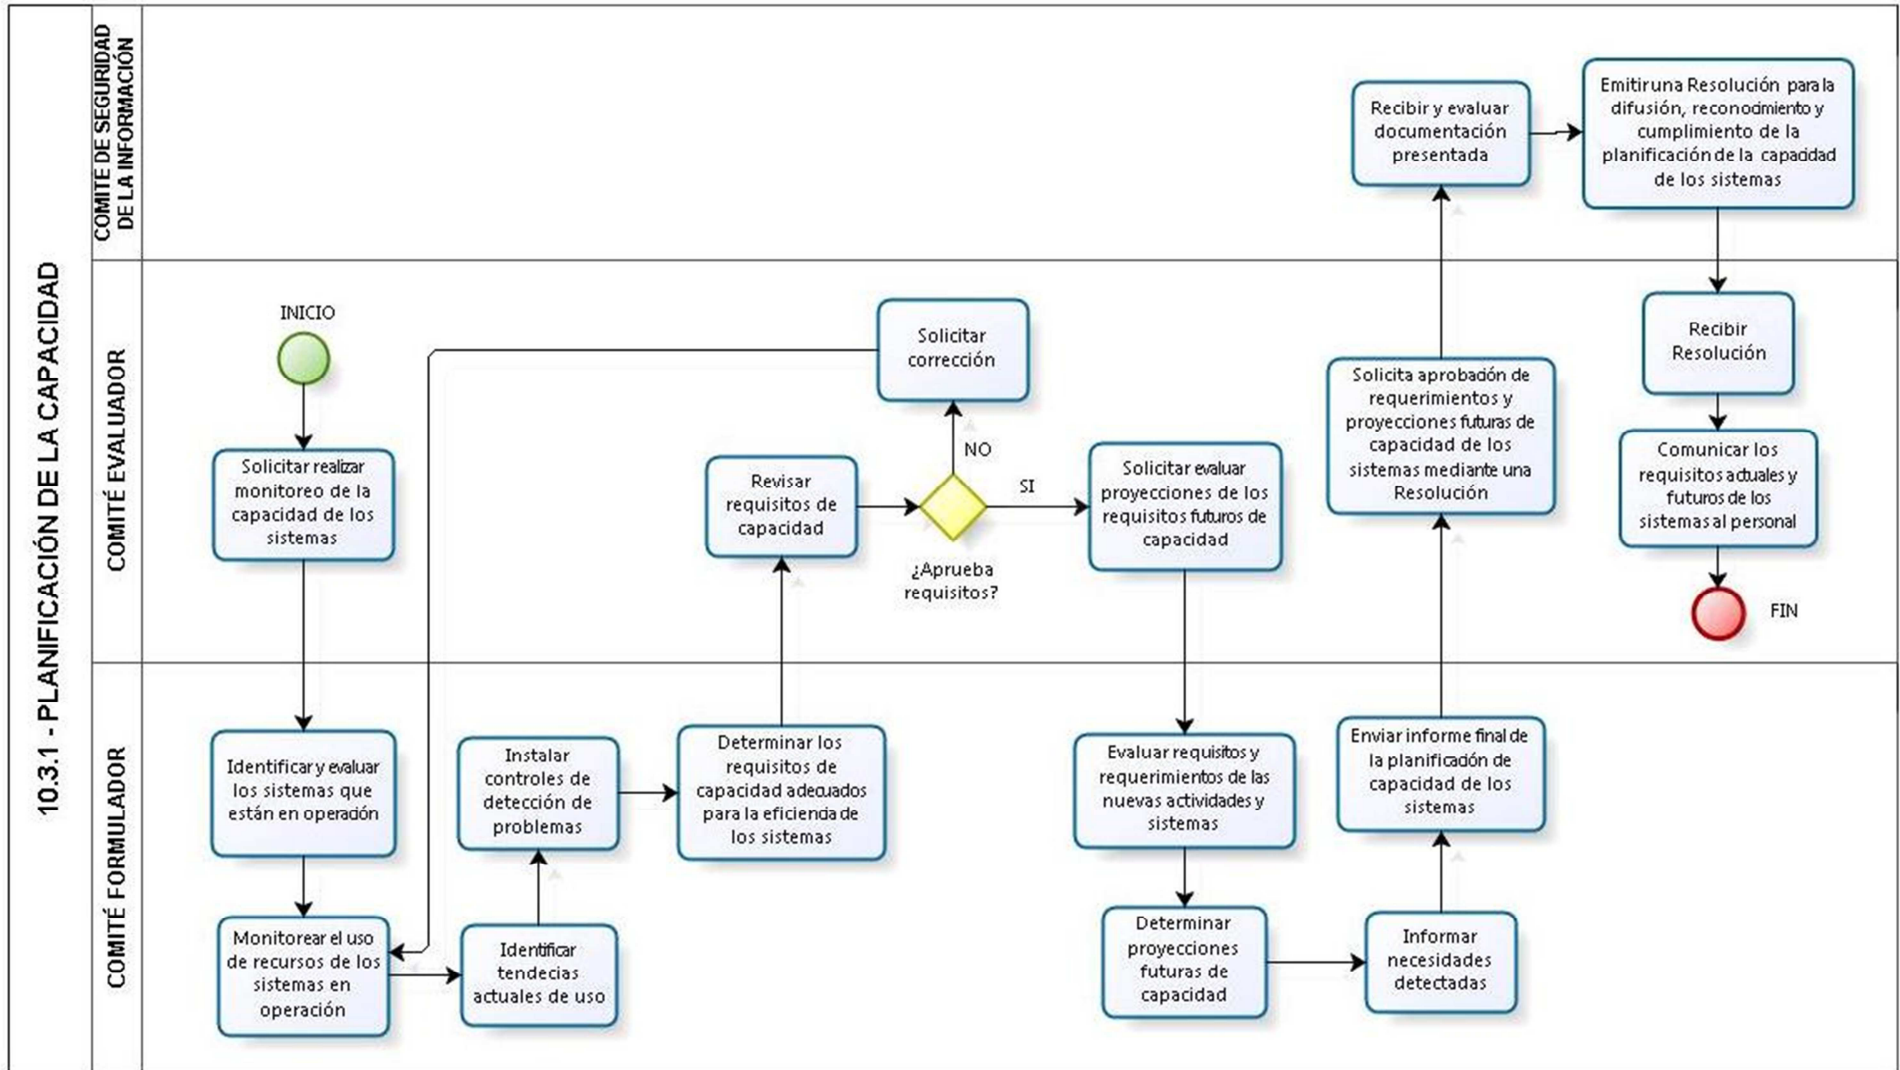 10.3.1 - PLANIFICACIÓN DE LA CAPACIDAD
COMITE DE SEGURIDAD
DE LA INFORMACIÓN
Recibir y evaluar
documentación
presentada
Emitir una Resolución para la
difusión, reconocimiento y
cumplimiento de la
planificación de la capacidad
de los sistemas
COMITÉ EVALUADOR
INICIO
Solicitar realizar
monitoreo de la
capacidad de los
sistemas
Solicitar
corrección
NO
Revisar
requisitos de
capacidad
¿Aprueba
requisitos?
SI
Solicitar evaluar
proyecciones de los
requisitos futuros de
capacidad
Solicita aprobación de
requerimientos y
proyecciones futuras de
capacidad de los
sistemas mediante una
Resolución
Recibir
Resolución
Comunicar los
requisitos actuales y
futuros de los
sistemas al personal
FIN
COMITÉ FORMULADOR
Identificar y evaluar
los sistemas que
están en operación
Monitorear el uso
de recursos de los
sistemas en
operación
Identificar
tendecias
actuales de uso
Instalar
controles de
detección de
problemas
Determinar los
requisitos de
capacidad adecuados
para la eficiencia de
los sistemas
Evaluar requisitos y
requerimientos de las
nuevas actividades y
sistemas
Determinar
proyecciones
futuras de
capacidad
Informar
necesidades
detectadas
Enviar informe final de
la planificación de
capacidad de los
sistemas